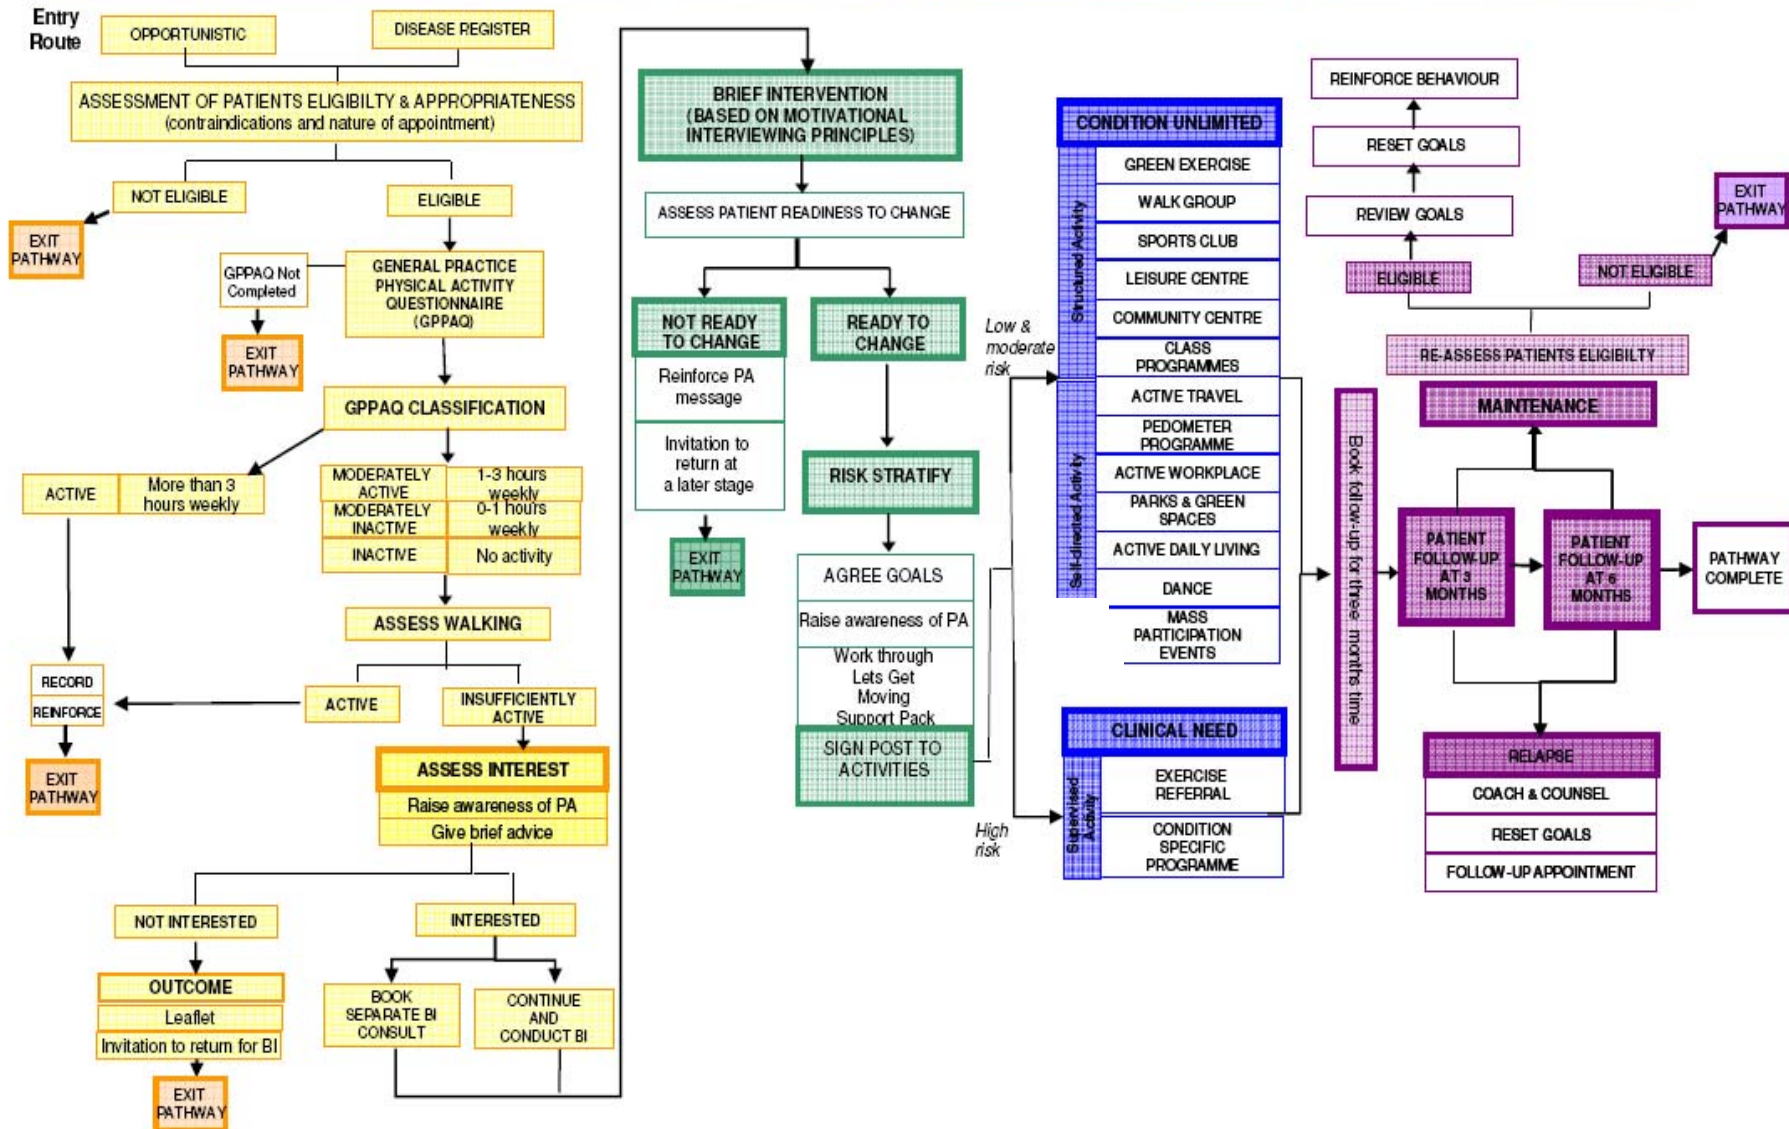 Entry
Route
OPPORTUNISTIC
DISEASE REGISTER
ASSESSMENT OF PATIENTS ELIGIBILTY & APPROPRIATENESS
(contraindications and nature of appointment)
NOT ELIGIBLE
ELIGIBLE
EXIT
PATHWAY
GPPAQ Not
Completed
GENERAL PRACTICE
PHYSICAL ACTIVITY
QUESTIONNAIRE
(GPPAQ)
EXIT
PATHWAY
GPPAQ CLASSIFICATION
ACTIVE
More than 3
hours weekly
MODERATELY
ACTIVE
1-3 hours
weekly
MODERATELY
INACTIVE
0-1 hours
weekly
INACTIVE
No activity
ASSESS WALKING
RECORD
REINFORCE
ACTIVE
INSUFFICIENTLY
ACTIVE
EXIT
PATHWAY
ASSESS INTEREST
Raise awareness of PA
Give brief advice
NOT INTERESTED
INTERESTED
OUTCOME
Leaflet
Invitation to return for BI
EXIT
PATHWAY
BOOK
SEPARATE BI
CONSULT
CONTINUE
AND
CONDUCT BI
BRIEF INTERVENTION
(BASED ON MOTIVATIONAL
INTERVIEWING PRINCIPLES)
ASSESS PATIENT READINESS TO CHANGE
NOT READY
TO CHANGE
Reinforce PA
message
Invitation to
return at
a later stage
EXIT
PATHWAY
READY TO
CHANGE
RISK STRATIFY
AGREE GOALS
Raise awareness of PA
Work through
Lets Get
Moving
Support Pack
SIGN POST TO
ACTIVITIES
Low &
moderate
risk
High
risk
CONDITION UNLIMITED
Structured Activity
GREEN EXERCISE
WALK GROUP
SPORTS CLUB
LEISURE CENTRE
COMMUNITY CENTRE
CLASS
PROGRAMMES
Self-directed Activity
ACTIVE TRAVEL
PEDOMETER
PROGRAMME
ACTIVE WORKPLACE
PARKS & GREEN
SPACES
ACTIVE DAILY LIVING
DANCE
MASS
PARTICIPATION
EVENTS
CLINICAL NEED
Supervised
Activity
EXERCISE
REFERRAL
CONDITION
SPECIFIC
PROGRAMME
Book follow-up for three months time
REINFORCE BEHAVIOUR
RESET GOALS
REVIEW GOALS
ELIGIBLE
NOT ELIGIBLE
EXIT
PATHWAY
RE-ASSESS PATIENTS ELIGIBILTY
MAINTENANCE
PATIENT
FOLLOW-UP
AT 3
MONTHS
PATIENT
FOLLOW-UP
AT 6
MONTHS
PATHWAY
COMPLETE
RELAPSE
COACH & COUNSEL
RESET GOALS
FOLLOW-UP APPOINTMENT